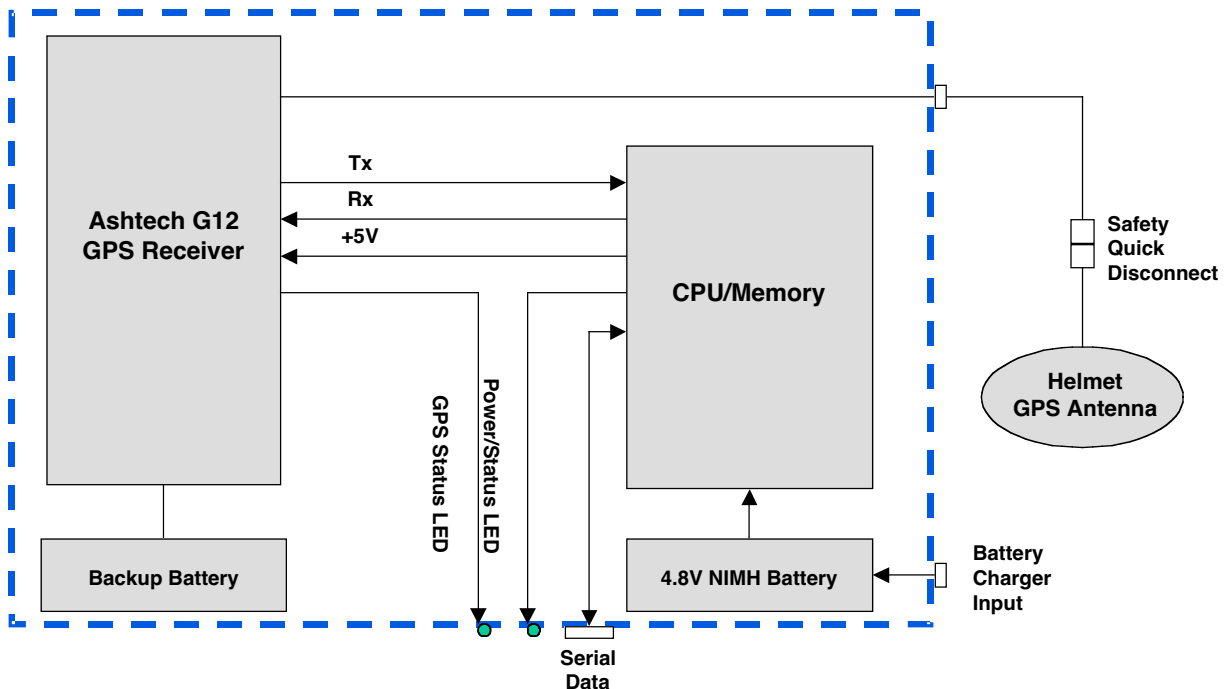 Tx
Rx
+5V
Ashtech G12
GPS Receiver
CPU/Memory
Safety
Quick
Disconnect
Helmet
GPS Antenna
GPS Status LED
Power/Status LED
Backup Battery
4.8V NIMH Battery
Battery
Charger
Input
Serial
Data